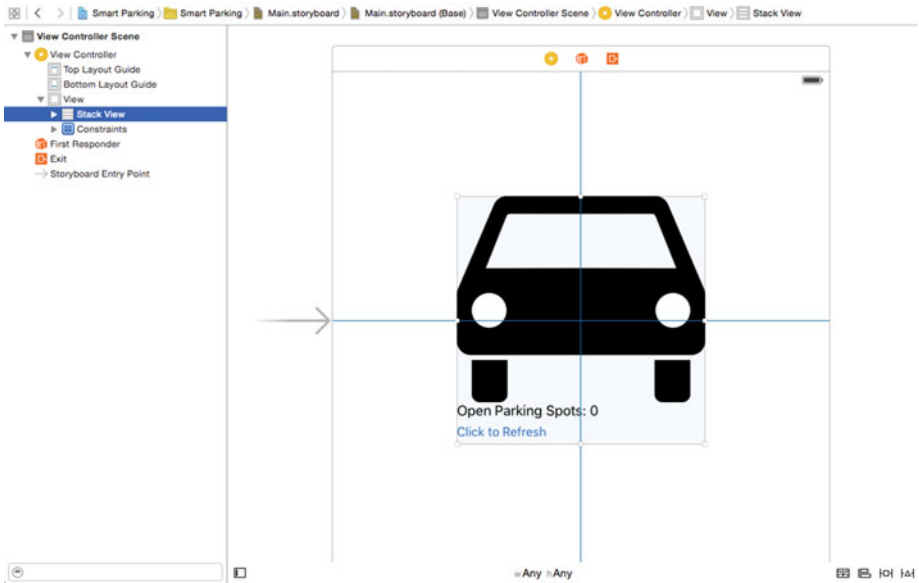 Smart Parking Smart Parking Main.storyboard Main.storyboard (Base) View Controller Scene View Controller View Stack View
View Controller Scene
View Controller
Top Layout Guide
Bottom Layout Guide
View
Stack View
Constraints
First Responder
Exit
Storyboard Entry Point
Open Parking Spots: 0
Click to Refresh
wAny hAny